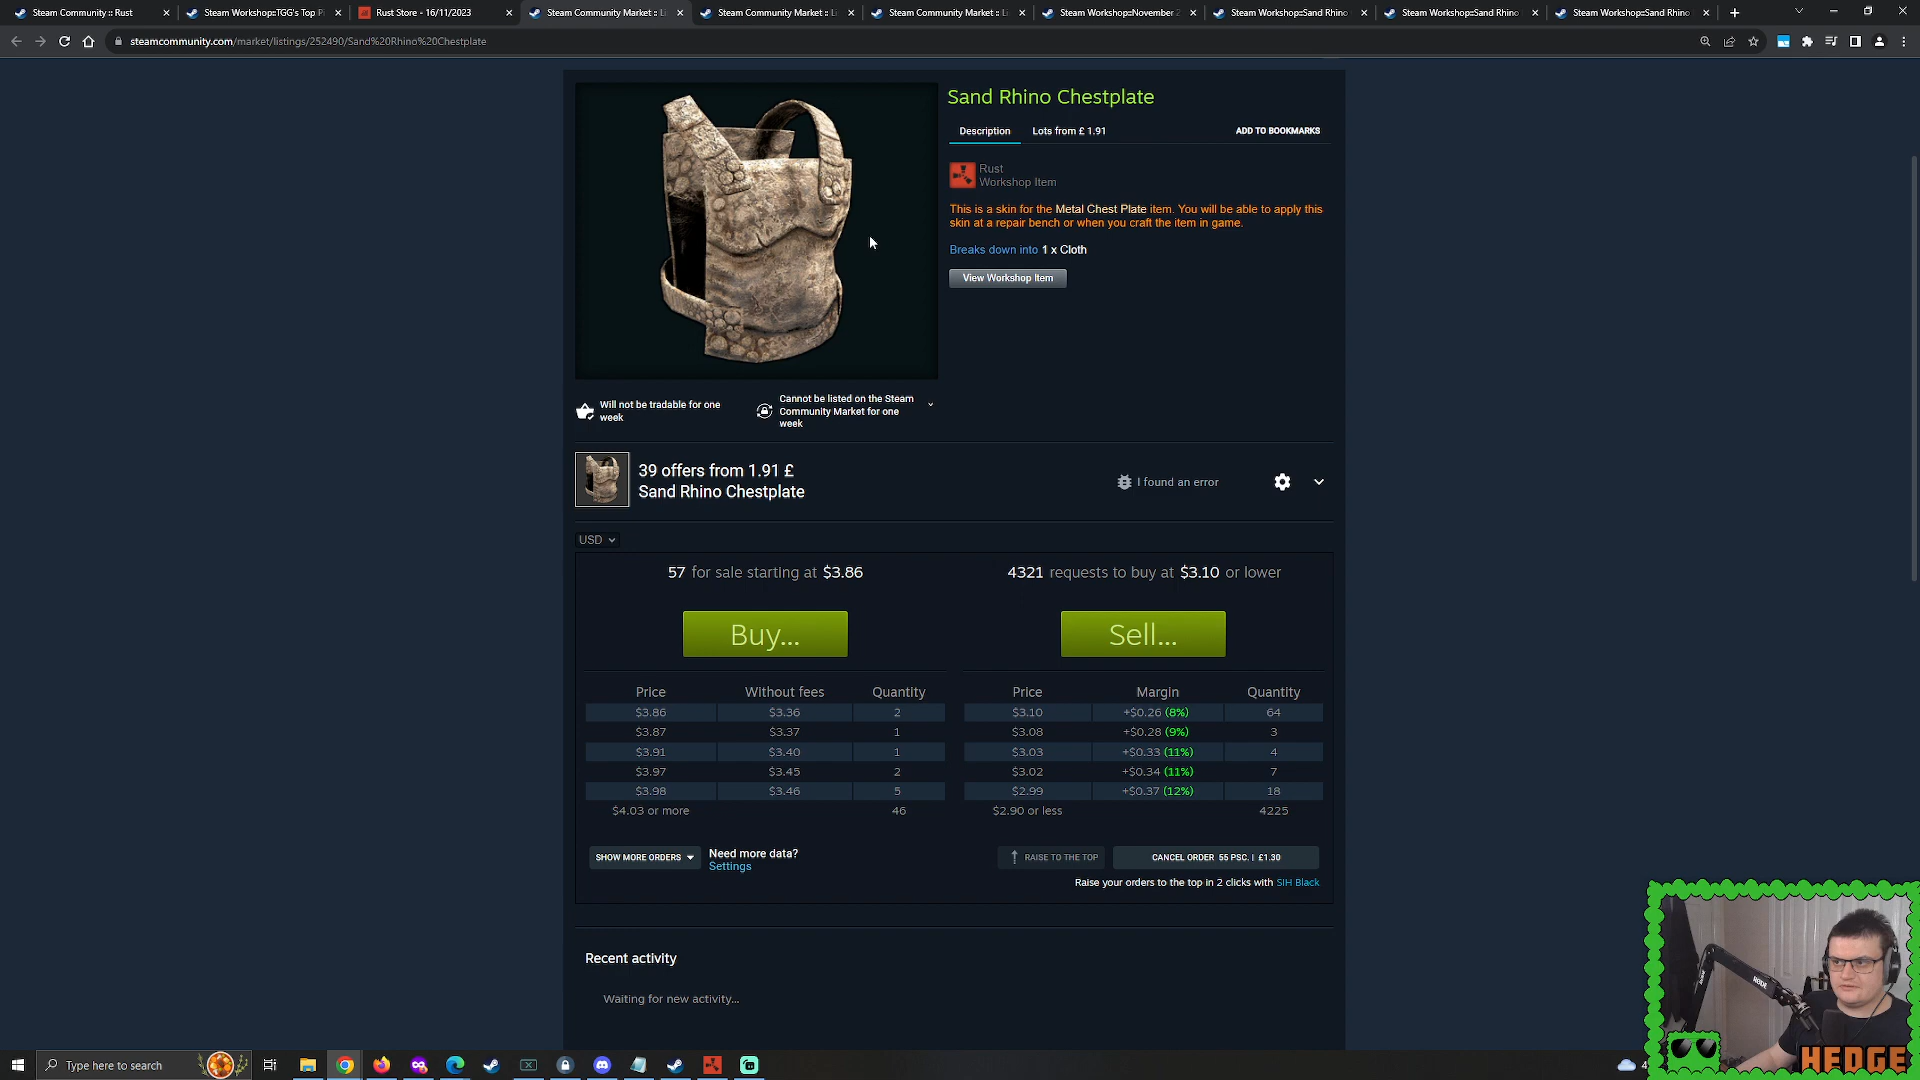 Steam Community :: Rust
Steam Workshop::TGG's Top Pi
Rust Store - 16/11/2023
Steam Community Market :: Li
Steam Community Market :: Li
Steam Community Market :: Li
Steam Workshop::November 2
Steam Workshop::Sand Rhino
Steam Workshop::Sand Rhino
Steam Workshop::Sand Rhino
steamcommunity.com/market/listings/252490/Sand%20Rhino%20Chestplate
Sand Rhino Chestplate
Description Lots from £ 1.91 ADD TO BOOKMARKS
Rust
Workshop Item
This is a skin for the Metal Chest Plate item. You will be able to apply this
skin at a repair bench or when you craft the item in game.
Breaks down into 1 x Cloth
View Workshop Item
Will not be tradable for one
week
Cannot be listed on the Steam
Community Market for one
week
39 offers from 1.91 £
Sand Rhino Chestplate
I found an error
USD
57 for sale starting at $3.86
4321 requests to buy at $3.10 or lower
Buy...
Sell...
Price Without fees Quantity
$3.86 $3.36 2
$3.87 $3.37 1
$3.91 $3.40 1
$3.97 $3.45 2
$3.98 $3.46 5
$4.03 or more 46
Price Margin Quantity
$3.10 +$0.26 (8%) 64
$3.08 +$0.28 (9%) 3
$3.03 +$0.33 (11%) 4
$3.02 +$0.34 (11%) 7
$2.99 +$0.37 (12%) 18
$2.90 or less 4225
SHOW MORE ORDERS
Need more data?
Settings
RAISE TO THE TOP
CANCEL ORDER 55 PSC. | £1.30
Raise your orders to the top in 2 clicks with SIH Black
Recent activity
Waiting for new activity...
Type here to search
RODE
HEDGE